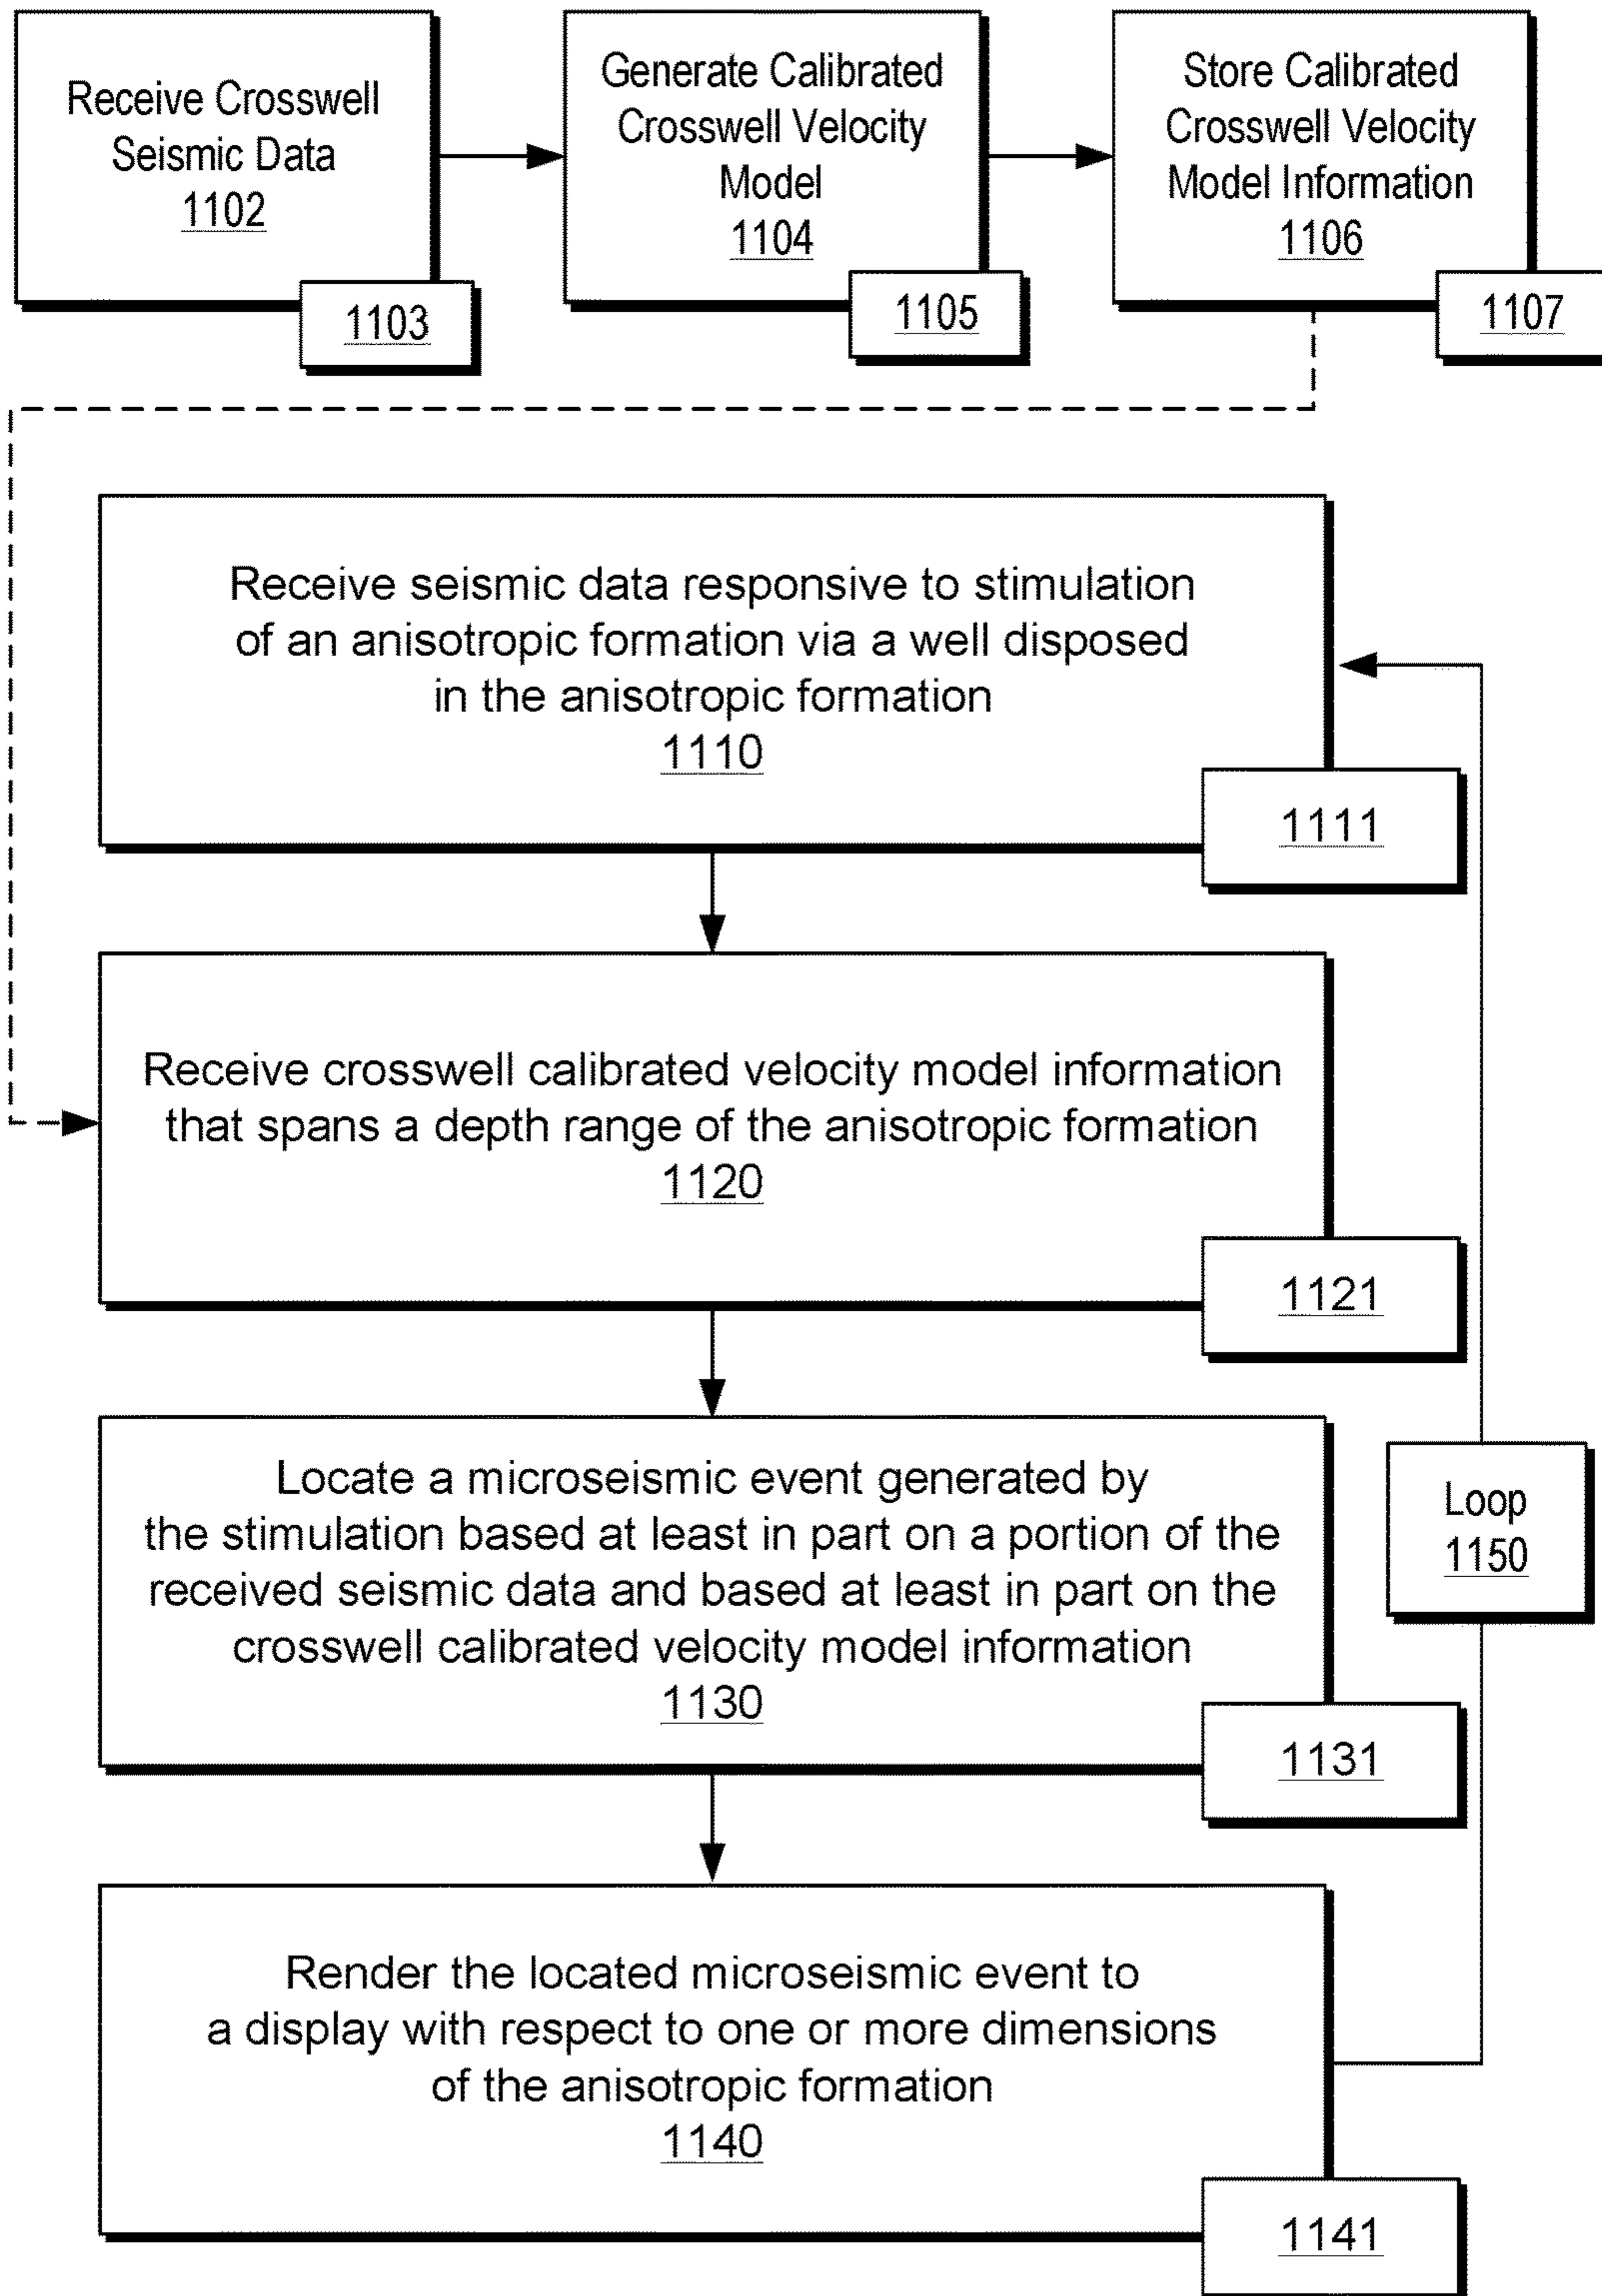 Receive Crosswell
Seismic Data
1102
1103
Generate Calibrated
Crosswell Velocity
Model
1104
1105
Store Calibrated
Crosswell Velocity
Model Information
1106
1107
Receive seismic data responsive to stimulation
of an anisotropic formation via a well disposed
in the anisotropic formation
1110
1111
Receive crosswell calibrated velocity model information
that spans a depth range of the anisotropic formation
1120
1121
Locate a microseismic event generated by
the stimulation based at least in part on a portion of the
received seismic data and based at least in part on the
crosswell calibrated velocity model information
1130
1131
Loop
1150
Render the located microseismic event to
a display with respect to one or more dimensions
of the anisotropic formation
1140
1141